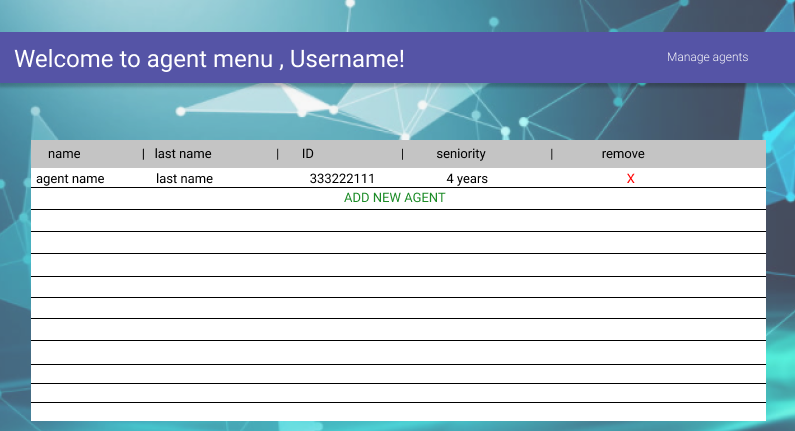 Welcome to agent menu , Username!
Manage agents
name | last name | ID | seniority | remove
agent name last name 333222111 4 years X
ADD NEW AGENT